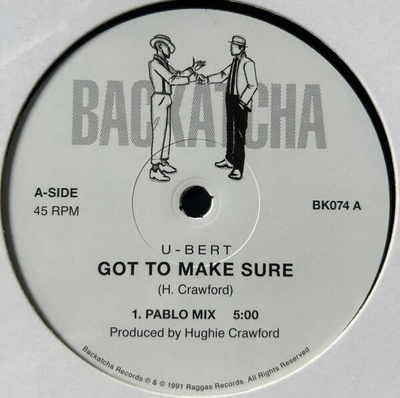 BACKATCHA
A-SIDE
45 RPM
BK074 A
U-BERT
GOT TO MAKE SURE
(H. Crawford)
1. PABLO MIX 5:00
Produced by Hughie Crawford
Backatcha Records ℗ & © 1991 Raggas Records. All Rights Reserved